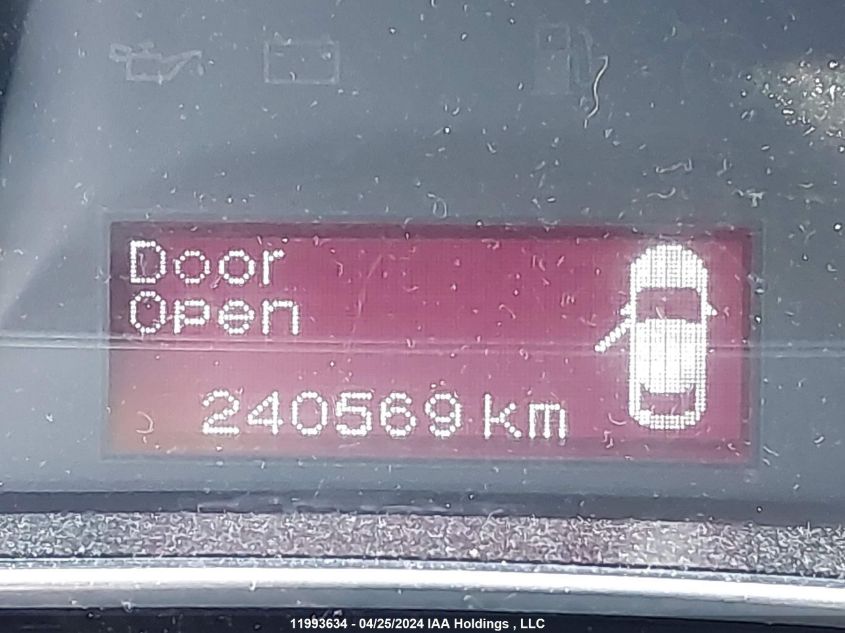 Door
Open
240569 km
11993634 - 04/25/2024 IAA Holdings , LLC